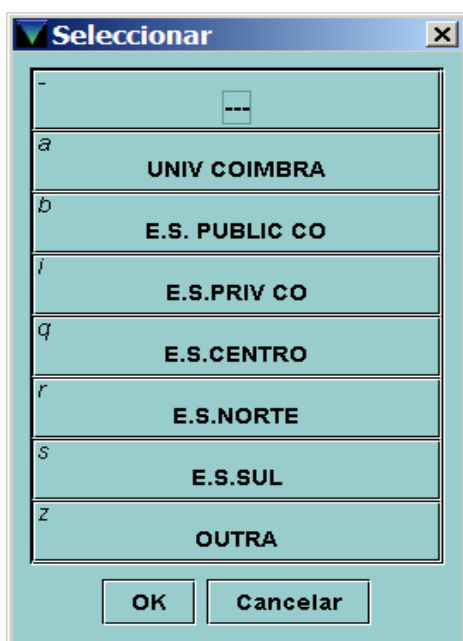 Seleccionar
-
---
a
UNIV COIMBRA
b
E.S. PUBLIC CO
i
E.S.PRIV CO
q
E.S.CENTRO
r
E.S.NORTE
s
E.S.SUL
z
OUTRA
OK Cancelar